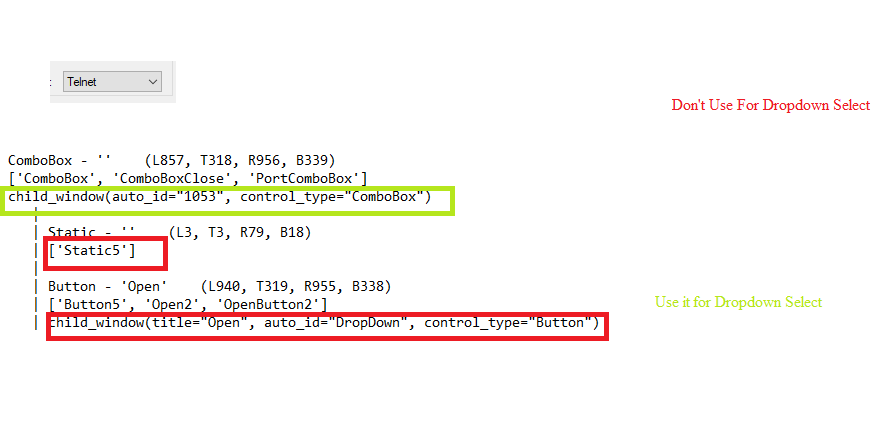 : Telnet
Don't Use For Dropdown Select
ComboBox - '' (L857, T318, R956, B339)
['ComboBox', 'ComboBoxClose', 'PortComboBox']
child_window(auto_id="1053", control_type="ComboBox")
|
| Static - '' (L3, T3, R79, B18)
| ['Static5']
|
| Button - 'Open' (L940, T319, R955, B338)
| ['Button5', 'Open2', 'OpenButton2']
| child_window(title="Open", auto_id="DropDown", control_type="Button")
Use it for Dropdown Select